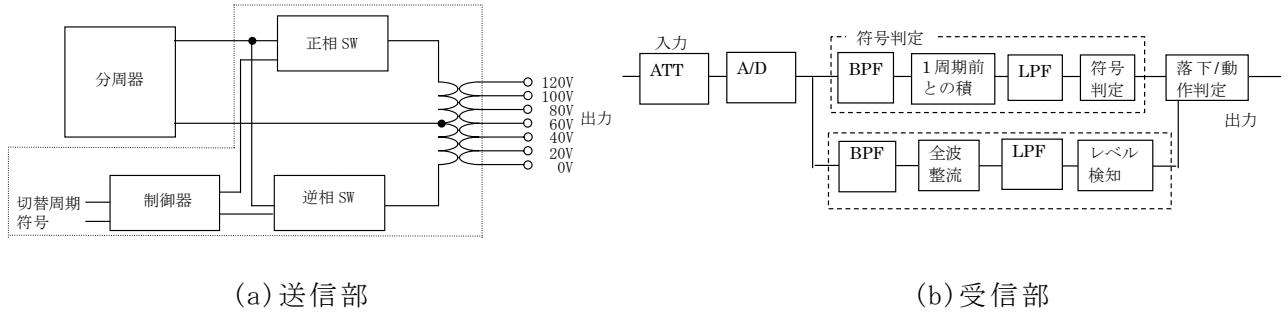 分周器
正相 SW
逆相 SW
制御器
切替周期
符号
120V
100V
80V
60V
40V
20V
0V
出力
(a)送信部
入力
ATT
A/D
符号判定
BPF
1周期前
との積
LPF
符号
判定
落下/動
作判定
出力
BPF
全波
整流
LPF
レベル
検知
(b)受信部